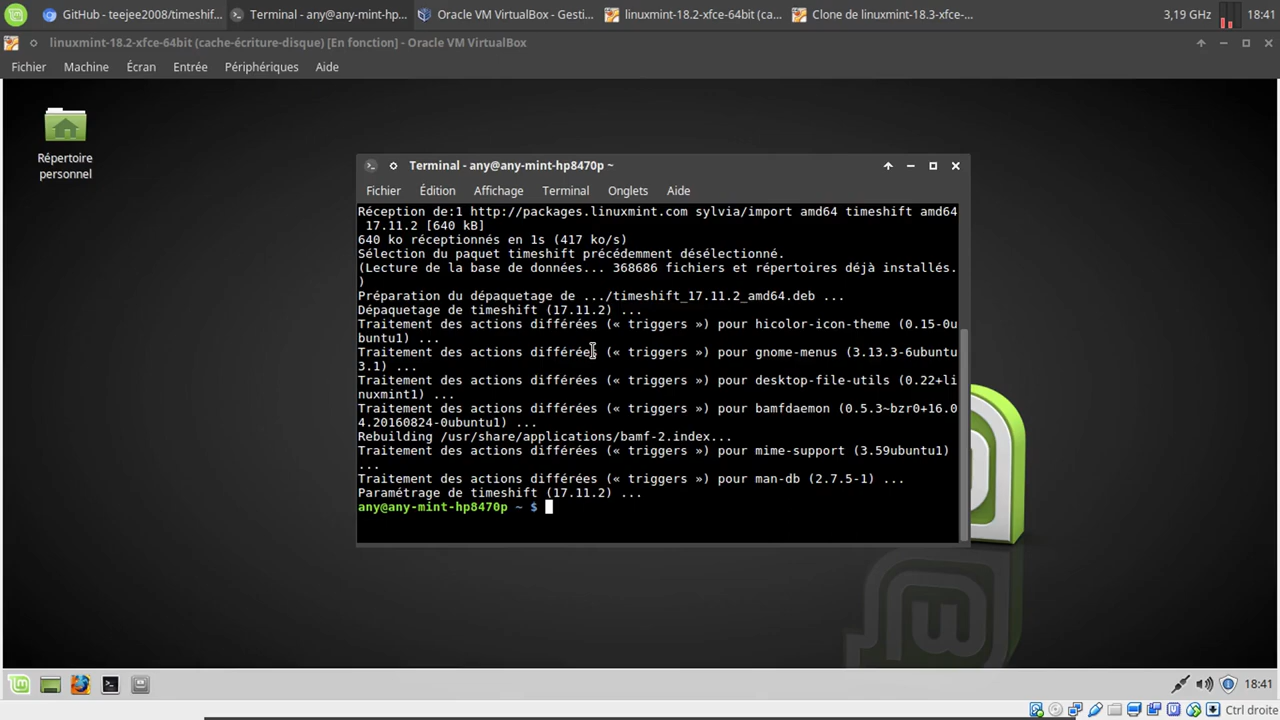 GitHub - teejee2008/timeshif...
Terminal - any@any-mint-hp...
Oracle VM VirtualBox - Gesti...
linuxmint-18.2-xfce-64bit (ca...
Clone de linuxmint-18.3-xfce-...
3,19 GHz
18:41
linuxmint-18.2-xfce-64bit (cache-écriture-disque) [En fonction] - Oracle VM VirtualBox
Fichier Machine Écran Entrée Périphériques Aide
Répertoire
personnel
Terminal - any@any-mint-hp8470p ~
Fichier Édition Affichage Terminal Onglets Aide
Réception de:1 http://packages.linuxmint.com sylvia/import amd64 timeshift amd64
17.11.2 [640 kB]
640 ko réceptionnés en 1s (417 ko/s)
Sélection du paquet timeshift précédemment désélectionné.
(Lecture de la base de données... 368686 fichiers et répertoires déjà installés.
)
Préparation du dépaquetage de .../timeshift_17.11.2_amd64.deb ...
Dépaquetage de timeshift (17.11.2) ...
Traitement des actions différées (« triggers ») pour hicolor-icon-theme (0.15-0u
buntu1) ...
Traitement des actions différées (« triggers ») pour gnome-menus (3.13.3-6ubuntu
3.1) ...
Traitement des actions différées (« triggers ») pour desktop-file-utils (0.22+li
nuxmint1) ...
Traitement des actions différées (« triggers ») pour bamfdaemon (0.5.3~bzr0+16.0
4.20160824-0ubuntu1) ...
Rebuilding /usr/share/applications/bamf-2.index...
Traitement des actions différées (« triggers ») pour mime-support (3.59ubuntu1)
...
Traitement des actions différées (« triggers ») pour man-db (2.7.5-1) ...
Paramétrage de timeshift (17.11.2) ...
any@any-mint-hp8470p ~ $
18:41
Ctrl droite